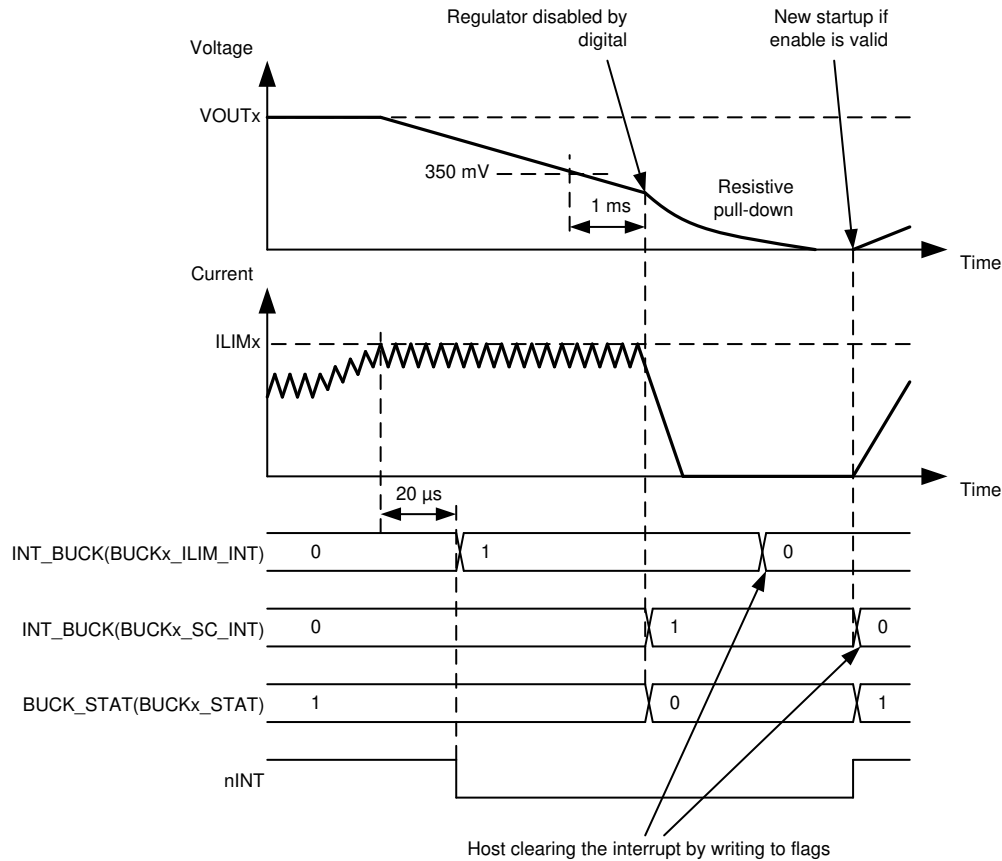 Regulator disabled by
digital
New startup if
enable is valid
Voltage
VOUTx
350 mV
1 ms
Resistive
pull-down
Time
Current
ILIMx
Time
20 µs
INT_BUCK(BUCKx_ILIM_INT)
0
1
0
INT_BUCK(BUCKx_SC_INT)
0
1
0
BUCK_STAT(BUCKx_STAT)
1
0
1
nINT
Host clearing the interrupt by writing to flags